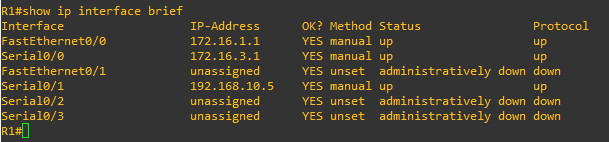 R1#show ip interface brief
Interface IP-Address OK? Method Status Protocol
FastEthernet0/0 172.16.1.1 YES manual up up
Serial0/0 172.16.3.1 YES manual up up
FastEthernet0/1 unassigned YES unset administratively down down
Serial0/1 192.168.10.5 YES manual up up
Serial0/2 unassigned YES unset administratively down down
Serial0/3 unassigned YES unset administratively down down
R1#